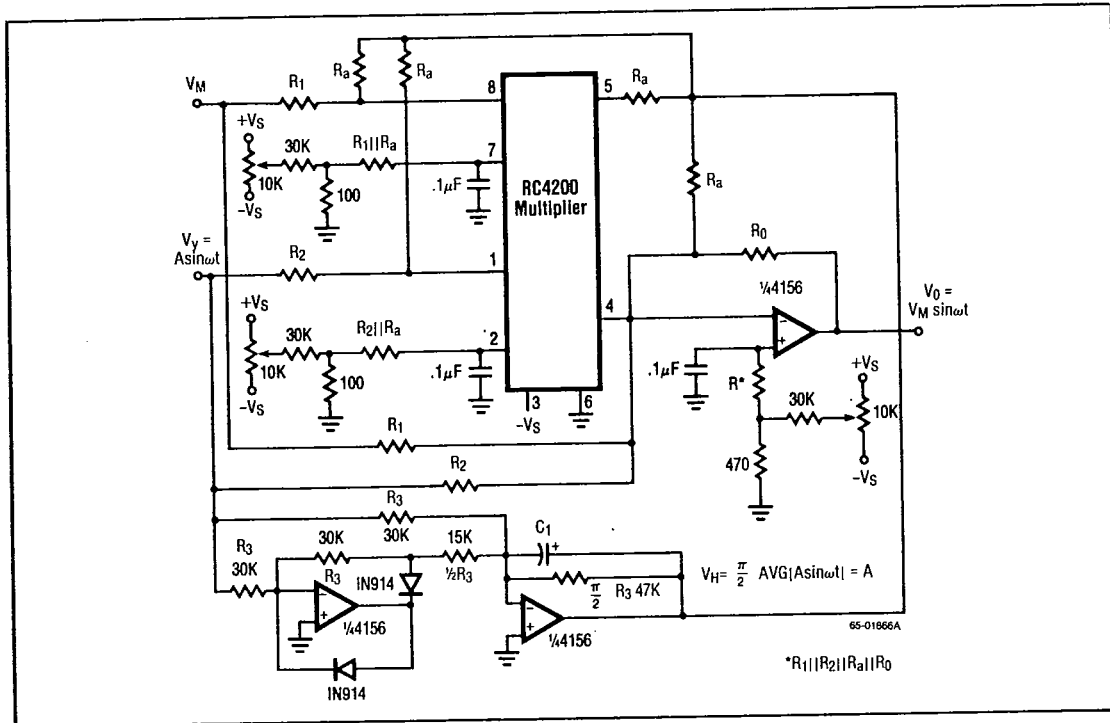 Ra
Ra
5
Ra
VM
R1
8
+VS
30K
R1||Ra
7
10K
100
.1μF
−VS
RC4200
Multiplier
Ra
R0
Vy =
Asinωt
R2
1
1/44156
V0 =
VM sinωt
4
+VS
30K
R2||Ra
2
10K
100
.1μF
−VS
3
−VS
6
.1μF
R*
30K
+VS
10K
470
−VS
R1
R2
R3
30K
R3
30K
30K
R3
15K
½R3
C1
+
IN914
¼4156
IN914
π/2 R3 47K
¼4156
VH= π/2 AVG|Asinωt| = A
65-01866A
*R1||R2||Ra||R0